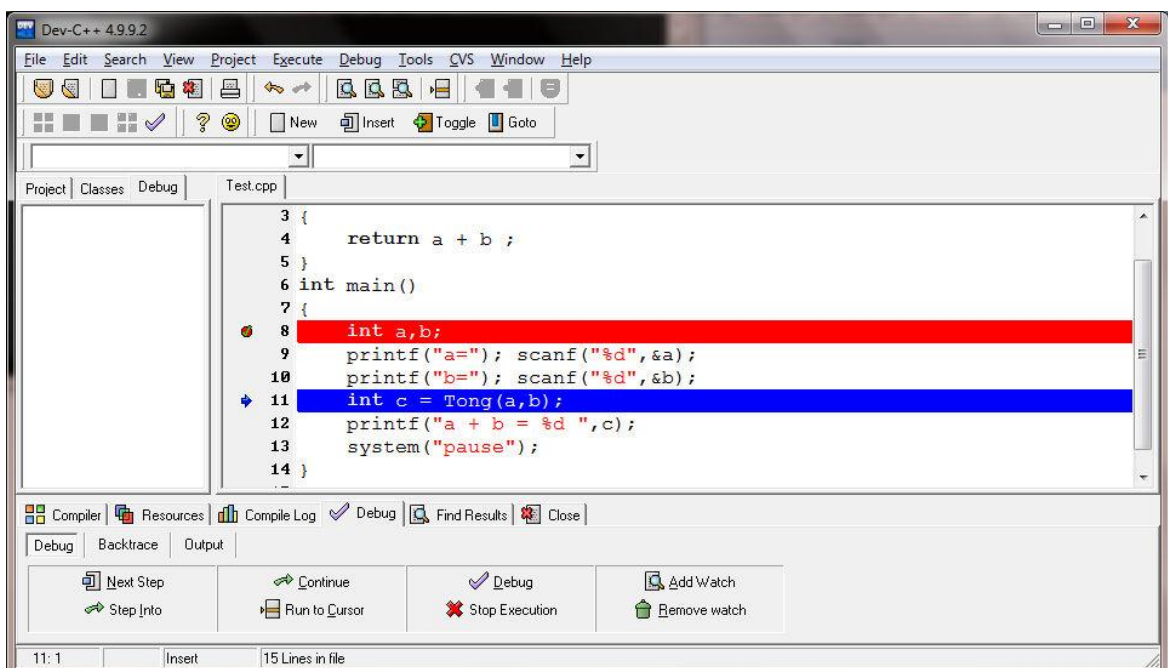 Dev-C++ 4.9.9.2
File Edit Search View Project Execute Debug Tools CVS Window Help
New Insert Toggle Goto
Project Classes Debug
Test.cpp
3 {
4 return a + b ;
5 }
6 int main()
7 {
8 int a,b;
9 printf("a="); scanf("%d",&a);
10 printf("b="); scanf("%d",&b);
11 int c = Tong(a,b);
12 printf("a + b = %d ",c);
13 system("pause");
14 }
Compiler Resources Compile Log Debug Find Results Close
Debug Backtrace Output
Next Step Continue Debug Add Watch
Step Into Run to Cursor Stop Execution Remove watch
11: 1 Insert 15 Lines in file